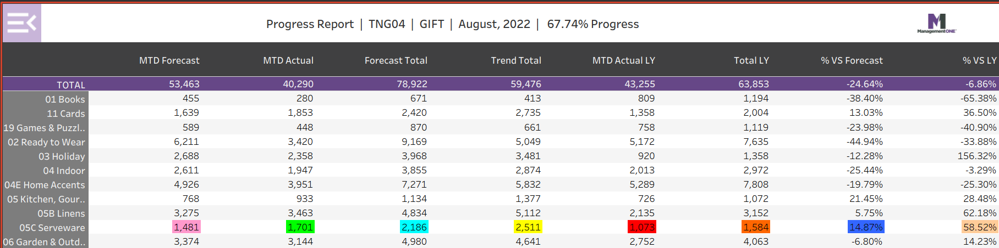 Progress Report | TNG04 | GIFT | August, 2022 | 67.74% Progress
M
ManagementONE
MTD Forecast MTD Actual Forecast Total Trend Total MTD Actual LY Total LY % VS Forecast % VS LY
TOTAL 53,463 40,290 78,922 59,476 43,255 63,853 -24.64% -6.86%
01 Books 455 280 671 413 809 1,194 -38.40% -65.38%
11 Cards 1,639 1,853 2,420 2,735 1,358 2,004 13.03% 36.50%
19 Games & Puzzl.. 589 448 870 661 758 1,119 -23.98% -40.90%
02 Ready to Wear 6,211 3,420 9,169 5,049 5,172 7,635 -44.94% -33.88%
03 Holiday 2,688 2,358 3,968 3,481 920 1,358 -12.28% 156.32%
04 Indoor 2,611 1,947 3,855 2,874 2,013 2,972 -25.44% -3.29%
04E Home Accents 4,926 3,951 7,271 5,832 5,289 7,808 -19.79% -25.30%
05 Kitchen, Gour.. 768 933 1,134 1,377 726 1,072 21.45% 28.48%
05B Linens 3,275 3,463 4,834 5,112 2,135 3,152 5.75% 62.18%
05C Serveware 1,481 1,701 2,186 2,511 1,073 1,584 14.87% 58.52%
06 Garden & Outd.. 3,374 3,144 4,980 4,641 2,752 4,063 -6.80% 14.23%